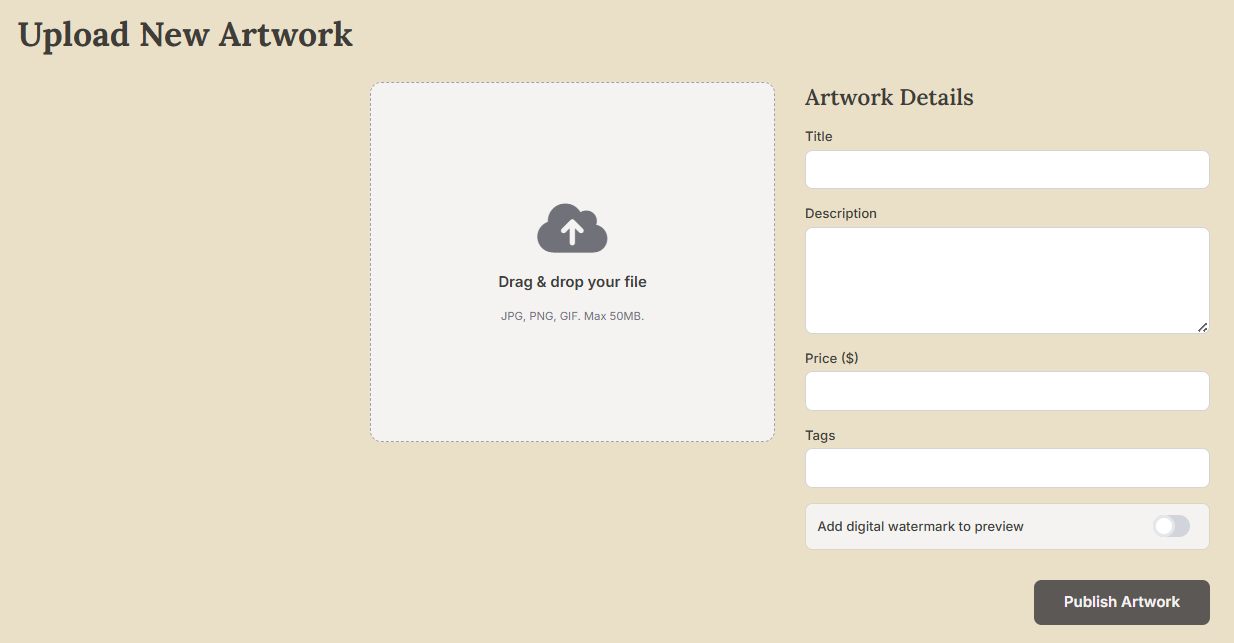 Upload New Artwork
Drag & drop your file
JPG, PNG, GIF. Max 50MB.
Artwork Details
Title
Description
Price ($)
Tags
Add digital watermark to preview
Publish Artwork